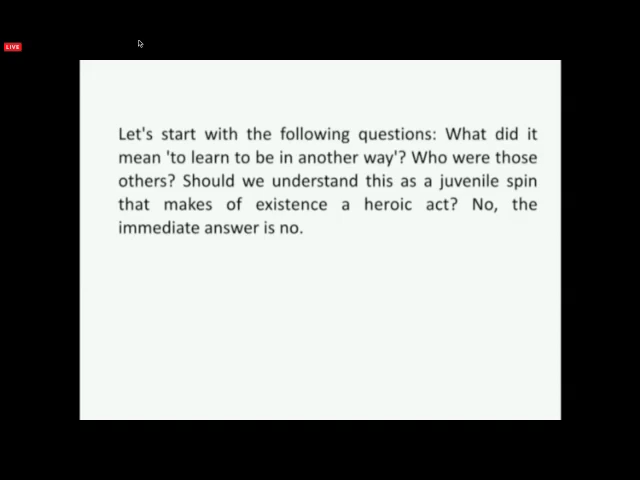 LIVE
Let's start with the following questions: What did it
mean 'to learn to be in another way'? Who were those
others? Should we understand this as a juvenile spin
that makes of existence a heroic act? No, the
immediate answer is no.